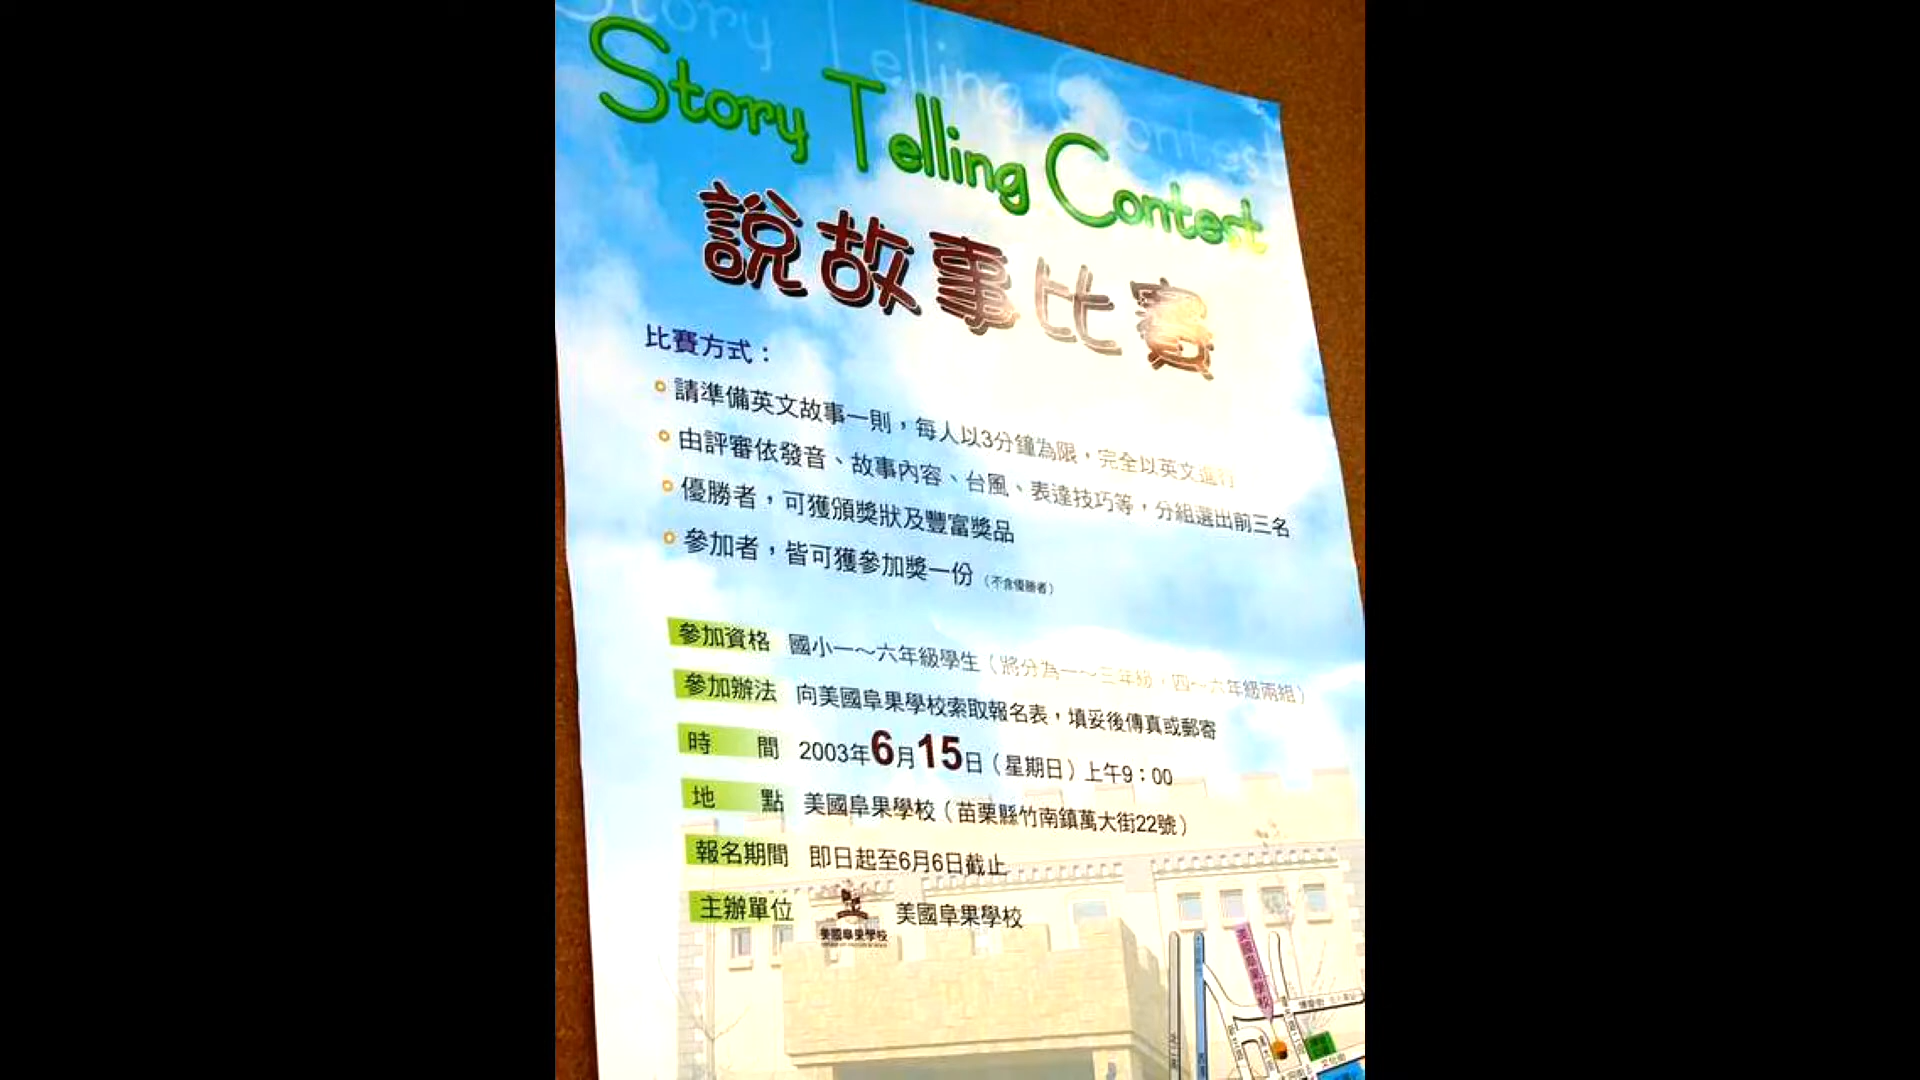 Story Telling Contest
Story Telling Contest
說故事比賽
比賽方式：
請準備英文故事一則，每人以3分鐘為限，完全以英文進行
由評審依發音、故事內容、台風、表達技巧等，分組選出前三名
優勝者，可獲頒獎狀及豐富獎品
參加者，皆可獲參加獎一份（不含優勝者）
參加資格 國小一～六年級學生（將分為一～三年級，四～六年級兩組）
參加辦法 向美國阜果學校索取報名表，填妥後傳真或郵寄
時間 2003年6月15日（星期日）上午9：00
地點 美國阜果學校（苗栗縣竹南鎮萬大街22號）
報名期間 即日起至6月6日截止
主辦單位 美國阜果學校 美國阜果學校
美國阜果學校